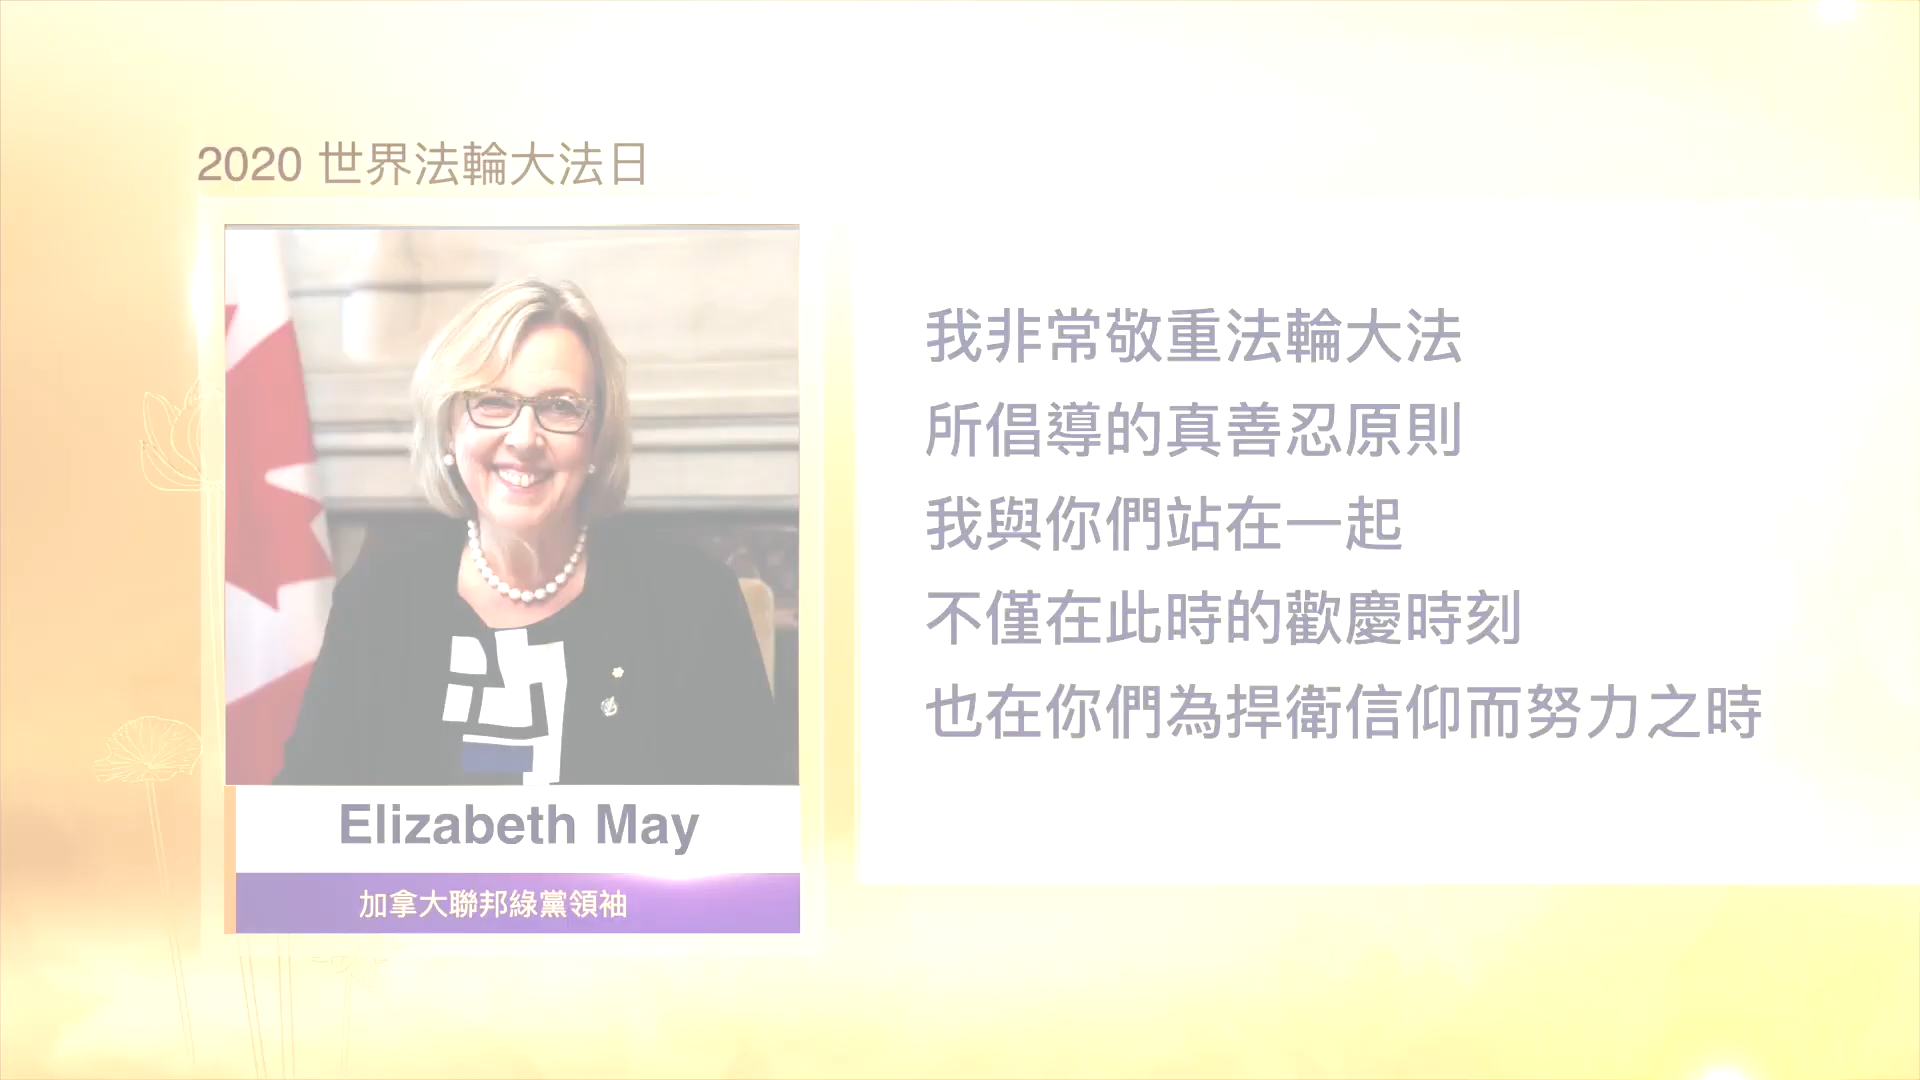 2020 世界法輪大法日
我非常敬重法輪大法
所倡導的真善忍原則
我與你們站在一起
不僅在此時的歡慶時刻
也在你們為捍衛信仰而努力之時
Elizabeth May
加拿大聯邦綠黨領袖